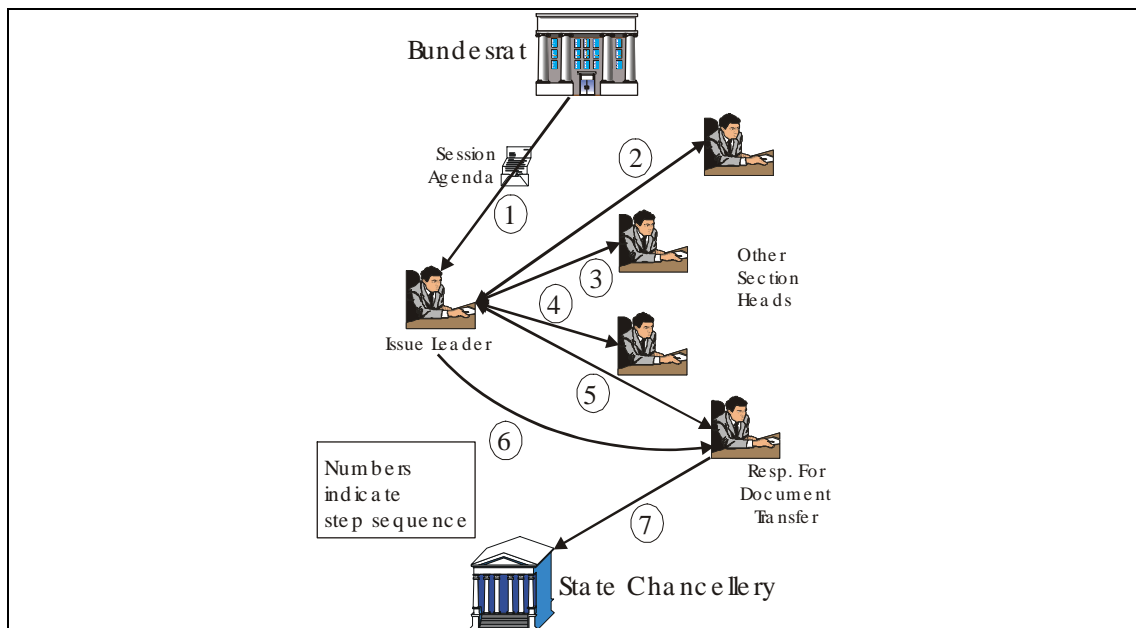 Bundesrat
Session
Agenda
1
2
3
4
5
6
7
Other
Section
Heads
Issue Leader
Numbers
indicate
step sequence
Resp. For
Document
Transfer
State Chancellery